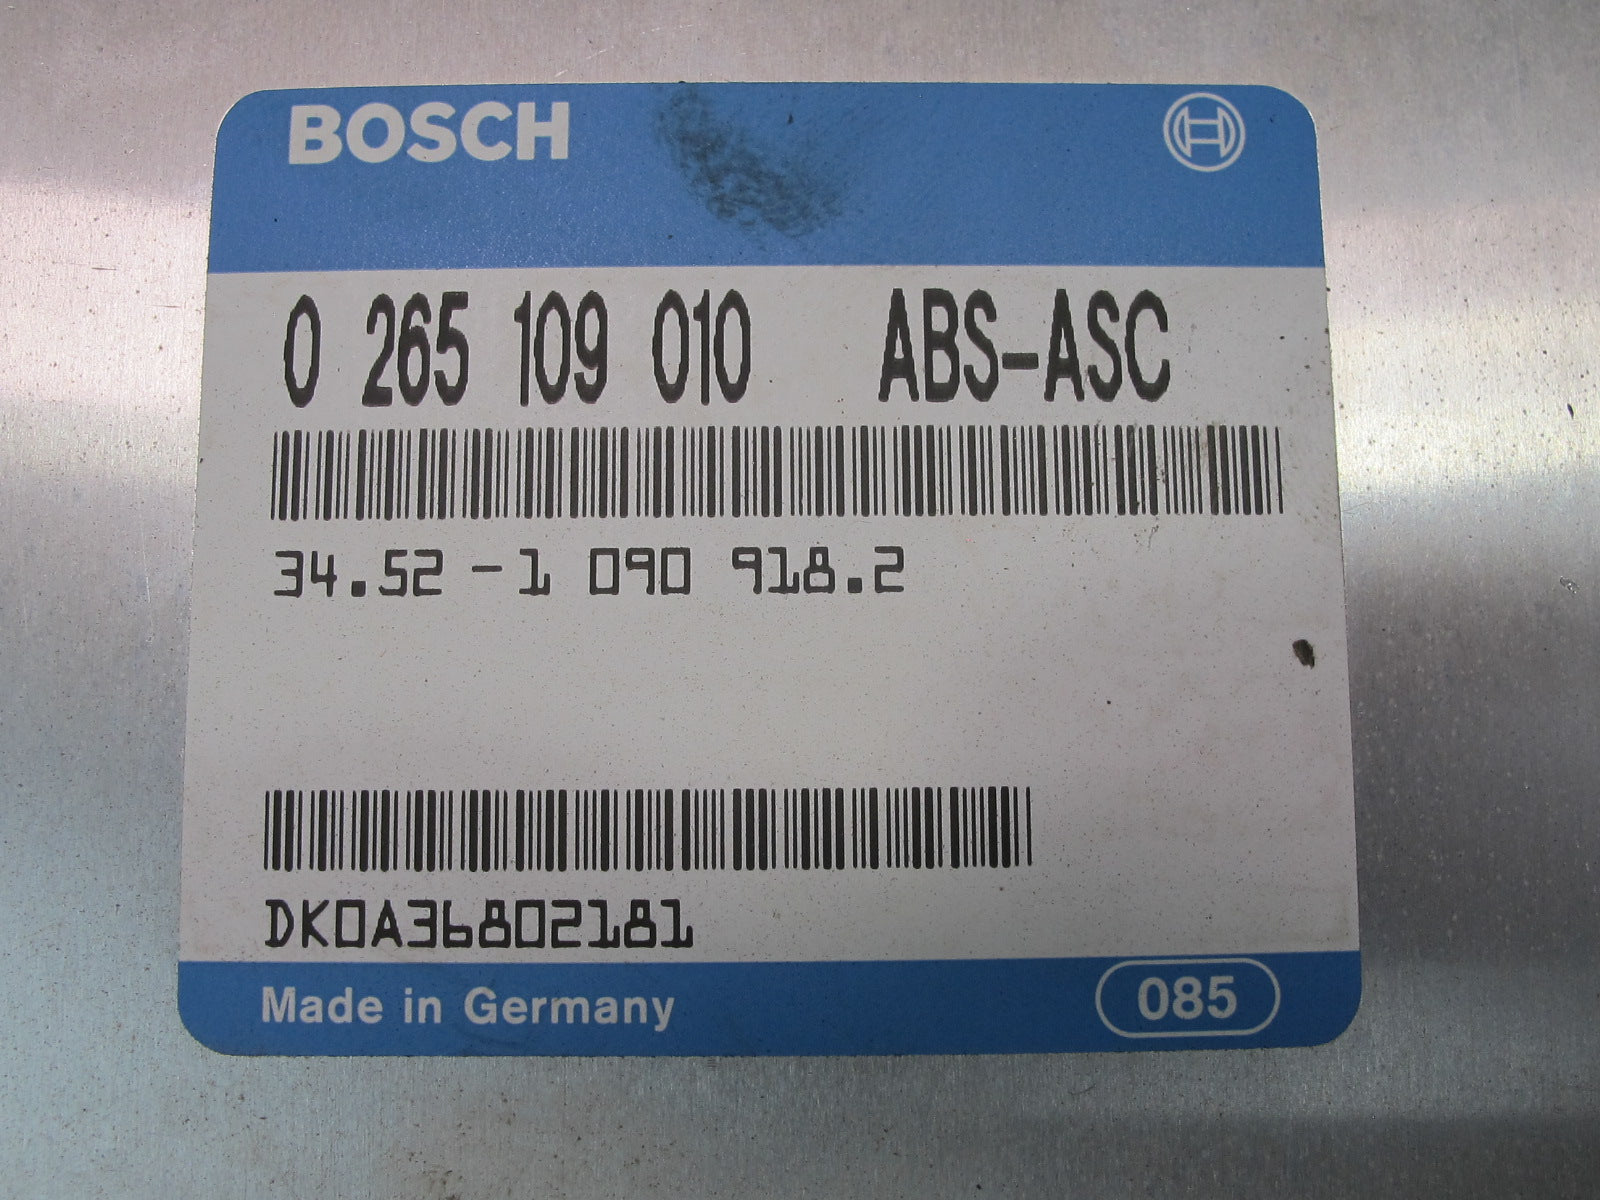 BOSCH
0 265 109 010 ABS-ASC
34.52 -1 090 918.2
DK0A36802181
Made in Germany 085